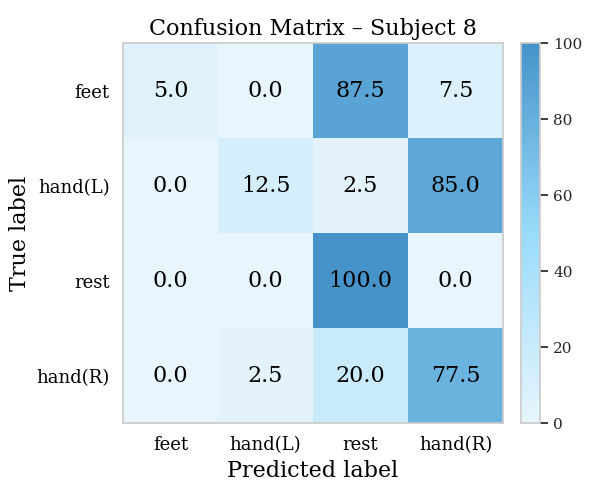 Confusion Matrix – Subject 8
True label
feet 5.0 0.0 87.5 7.5
hand(L) 0.0 12.5 2.5 85.0
rest 0.0 0.0 100.0 0.0
hand(R) 0.0 2.5 20.0 77.5
feet hand(L) rest hand(R)
Predicted label
100
80
60
40
20
0